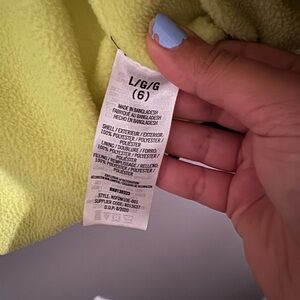 L/G/G
(6)
MADE IN BANGLADESH
FABRIQUÉ AU BANGLADESH
HECHO EN BANGLADESH
SHELL / EXTERIEUR / EXTERIOR:
100% POLYESTER / POLYESTER /
POLIÉSTER
LINING / DOUBLURE / FORRO:
100% POLYESTER / POLYESTER /
POLIÉSTER
FILLING / REMPLISSAGE / RELLENO:
100% POLYESTER / POLYESTER /
POLIÉSTER